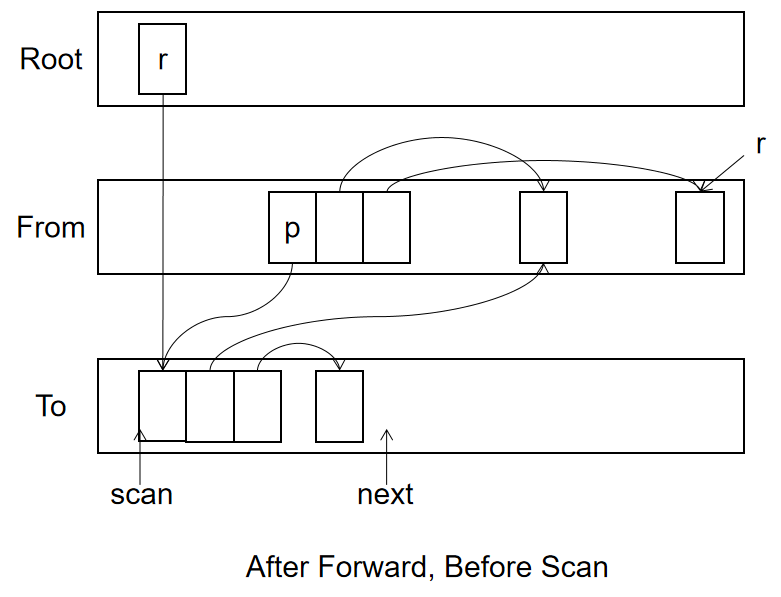 Root
r
r
From
p
To
scan
next
After Forward, Before Scan